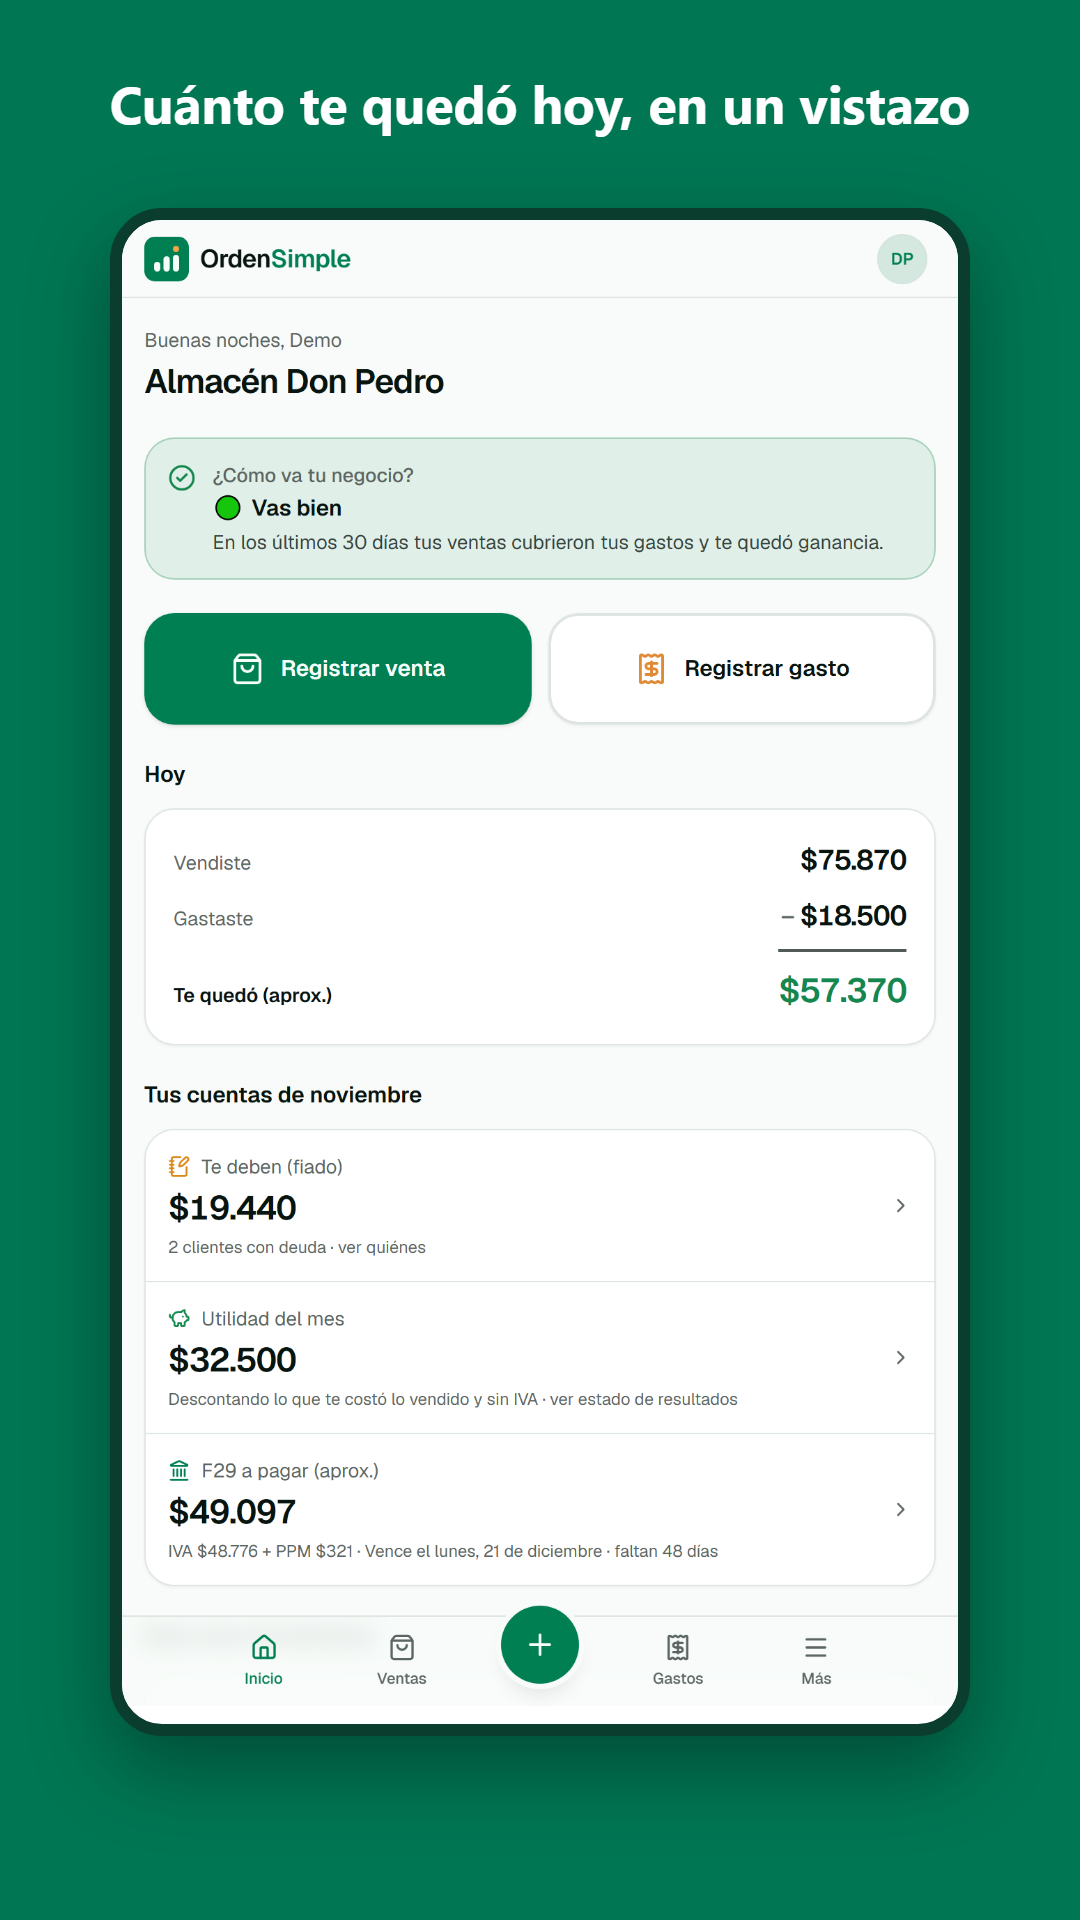 Cuánto te quedó hoy, en un vistazo
OrdenSimple
DP
Buenas noches, Demo
Almacén Don Pedro
¿Cómo va tu negocio?
Vas bien
En los últimos 30 días tus ventas cubrieron tus gastos y te quedó ganancia.
Registrar venta
Registrar gasto
Hoy
Vendiste $75.870
Gastaste – $18.500
Te quedó (aprox.) $57.370
Tus cuentas de noviembre
Te deben (fiado)
$19.440
2 clientes con deuda · ver quiénes
Utilidad del mes
$32.500
Descontando lo que te costó lo vendido y sin IVA · ver estado de resultados
F29 a pagar (aprox.)
$49.097
IVA $48.776 + PPM $321 · Vence el lunes, 21 de diciembre · faltan 48 días
Inicio
Ventas
Gastos
Más